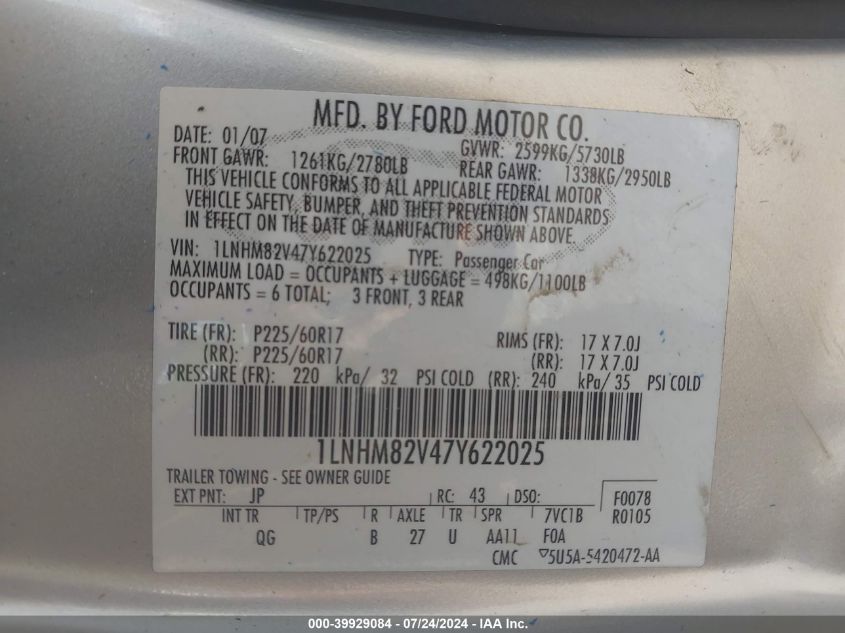 MFD. BY FORD MOTOR CO.
DATE: 01/07 GVWR: 2599KG/5730LB
FRONT GAWR: 1261KG/2780LB REAR GAWR: 1338KG/2950LB
THIS VEHICLE CONFORMS TO ALL APPLICABLE FEDERAL MOTOR
VEHICLE SAFETY, BUMPER, AND THEFT PREVENTION STANDARDS
IN EFFECT ON THE DATE OF MANUFACTURE SHOWN ABOVE.
VIN: 1LNHM82V47Y622025 TYPE: Passenger Car
MAXIMUM LOAD = OCCUPANTS + LUGGAGE = 498KG/1100LB
OCCUPANTS = 6 TOTAL; 3 FRONT, 3 REAR
TIRE (FR): P225/60R17 RIMS (FR): 17 X 7.0J
(RR): P225/60R17 (RR): 17 X 7.0J
PRESSURE (FR): 220 kPa/ 32 PSI COLD (RR): 240 kPa/ 35 PSI COLD
1LNHM82V47Y622025
TRAILER TOWING - SEE OWNER GUIDE
EXT PNT: JP RC: 43 DSO: F0078
INT TR TP/PS R AXLE TR SPR 7VC1B R0105
QG B 27 U AA11 F0A
CMC ▽5U5A-5420472-AA
000-39929084 / 07/24/2024 - IAA Inc.